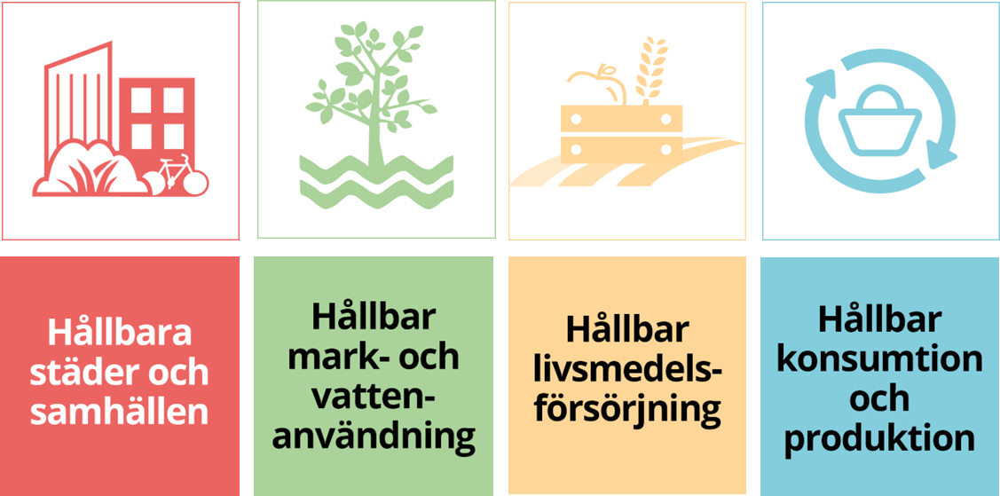 Hållbara
städer och
samhällen
Hållbar
mark- och
vatten-
användning
Hållbar
livsmedels-
försörjning
Hållbar
konsumtion
och
produktion